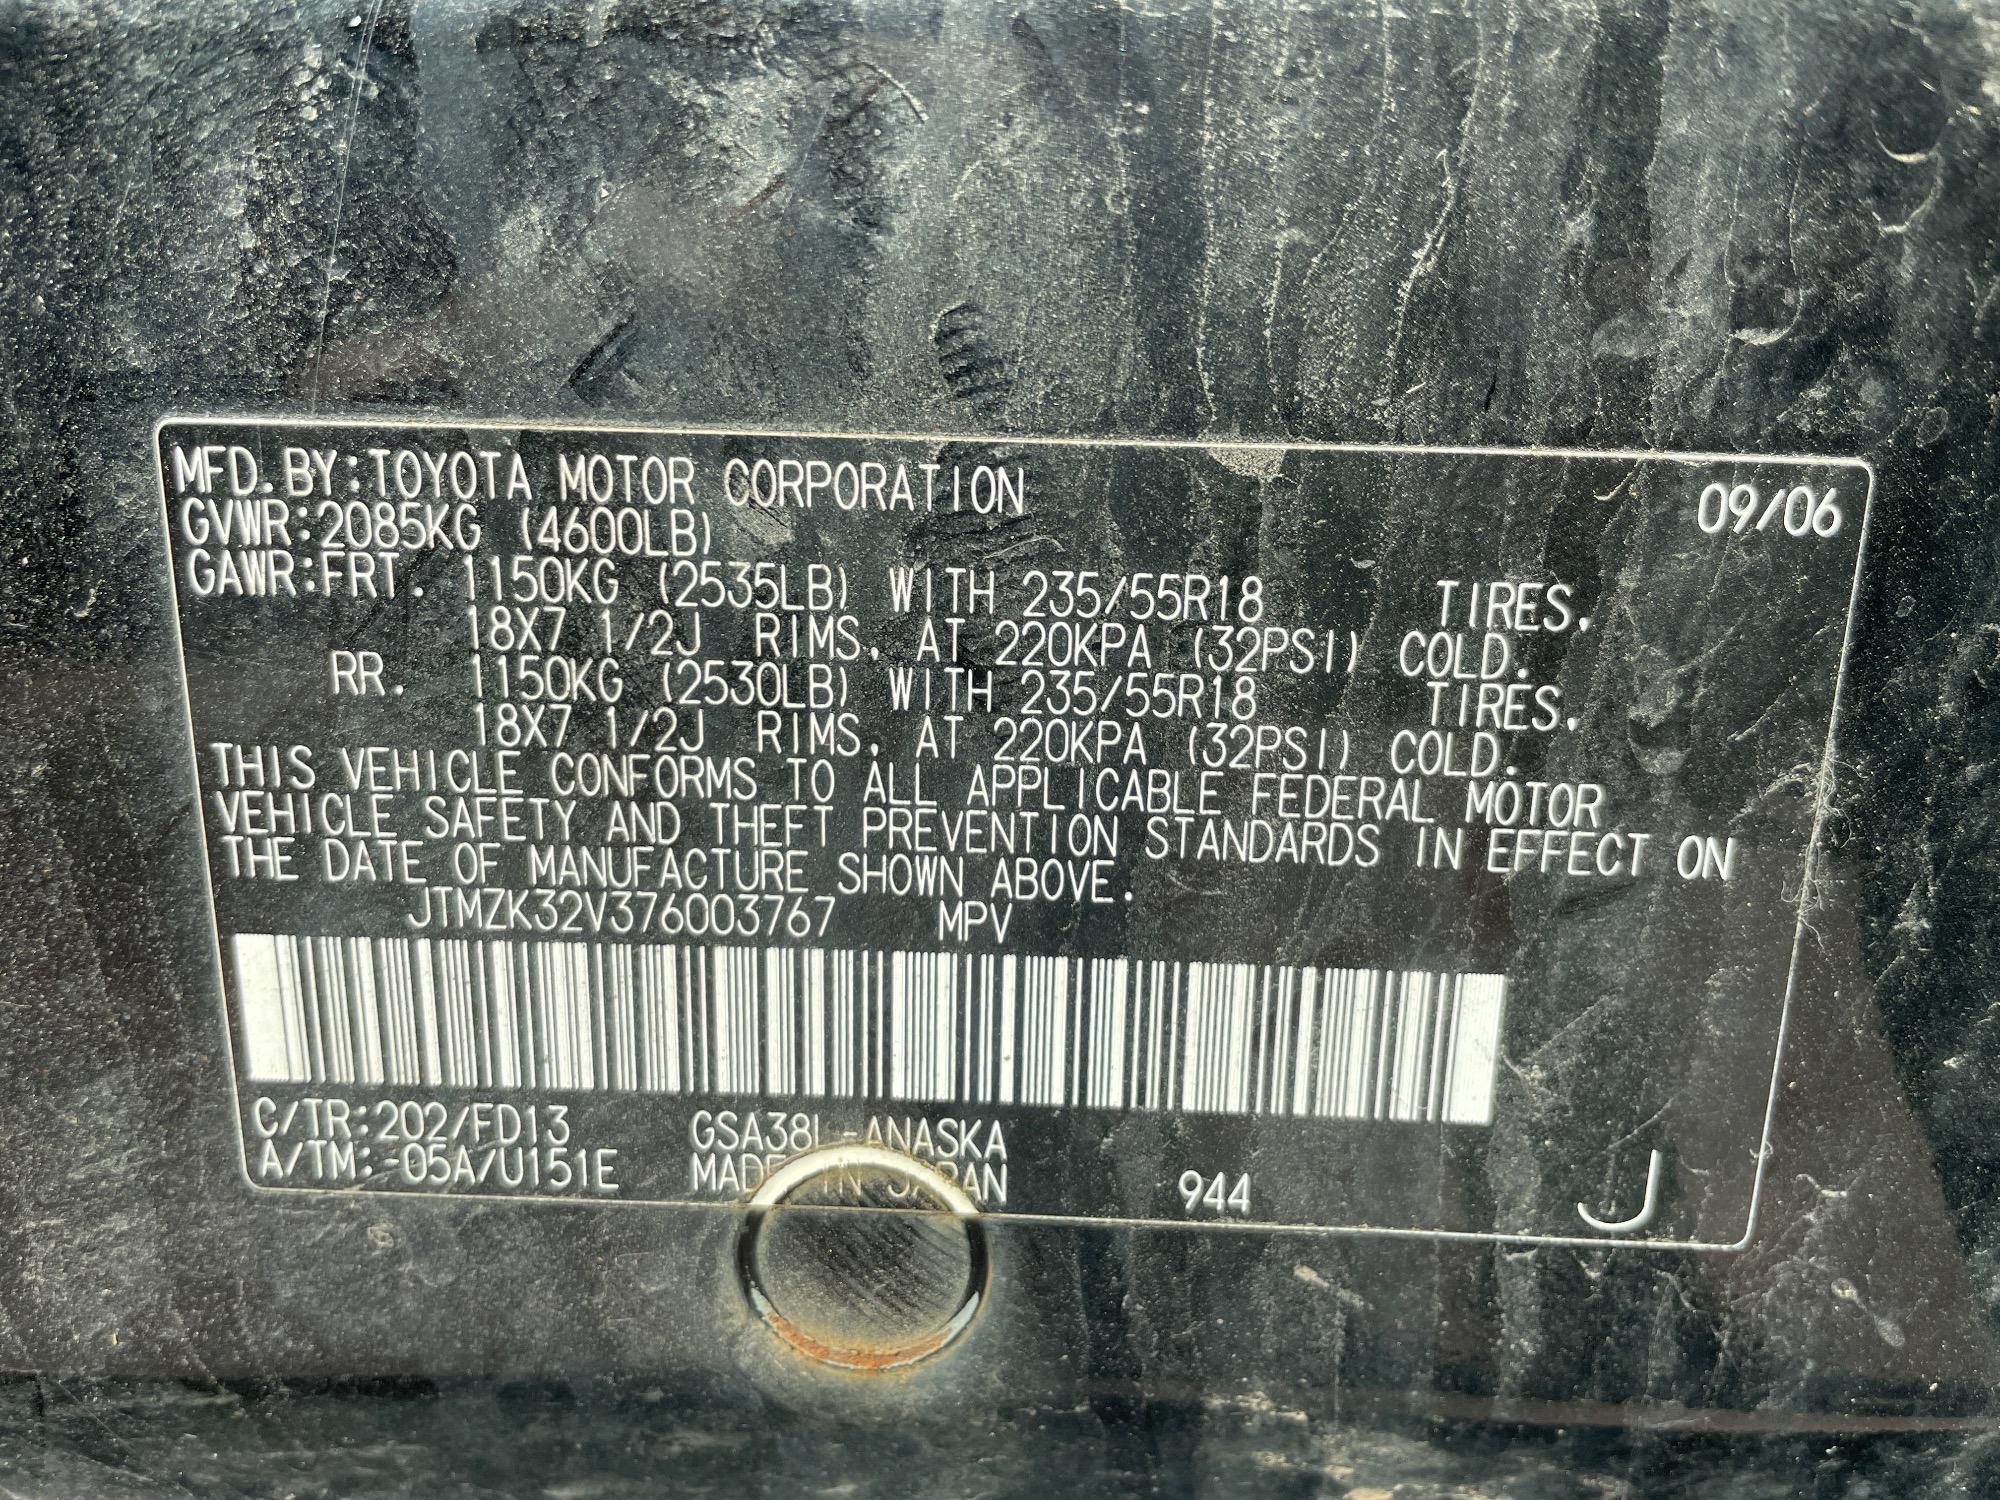 MFD.BY:TOYOTA MOTOR CORPORATION 09/06
GVWR:2085KG (4600LB)
GAWR:FRT. 1150KG (2535LB) WITH 235/55R18 TIRES,
18X7 1/2J RIMS, AT 220KPA (32PSI) COLD.
RR. 1150KG (2530LB) WITH 235/55R18 TIRES,
18X7 1/2J RIMS, AT 220KPA (32PSI) COLD.
THIS VEHICLE CONFORMS TO ALL APPLICABLE FEDERAL MOTOR
VEHICLE SAFETY AND THEFT PREVENTION STANDARDS IN EFFECT ON
THE DATE OF MANUFACTURE SHOWN ABOVE.
JTMZK32V376003767 MPV
C/TR:202/FD13 GSA38L-ANASKA
A/TM:-05A/U151E MADE IN JAPAN 944 J